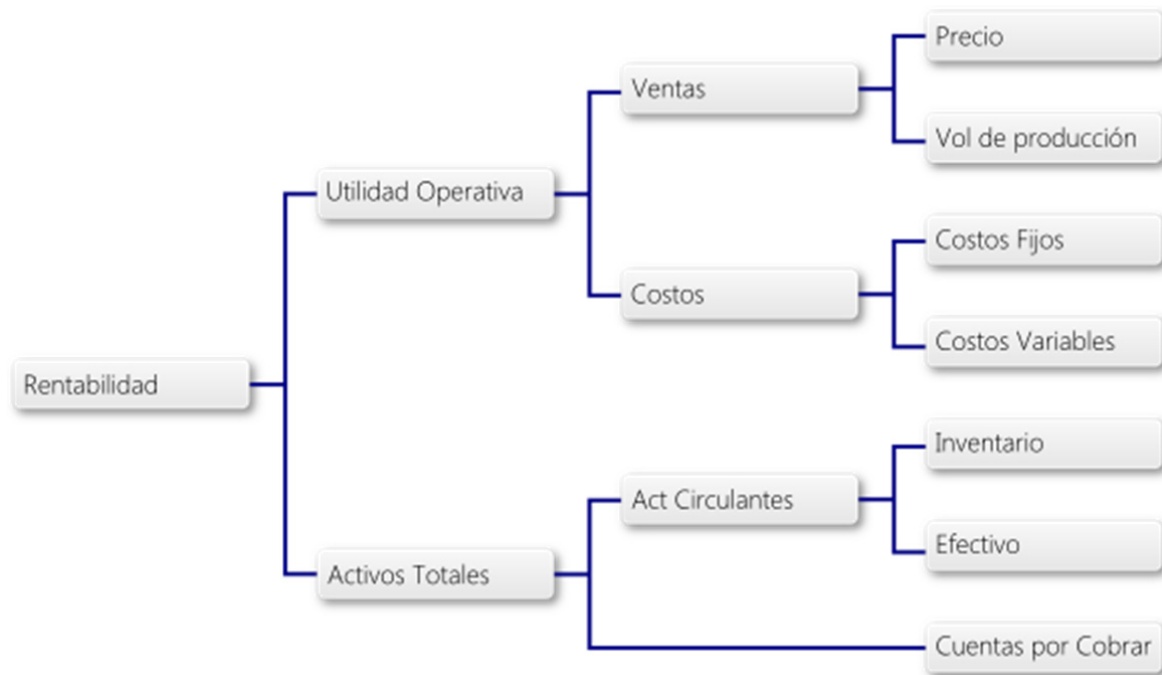 Precio
Ventas
Vol de producción
Utilidad Operativa
Costos Fijos
Costos
Costos Variables
Rentabilidad
Inventario
Act Circulantes
Efectivo
Activos Totales
Cuentas por Cobrar